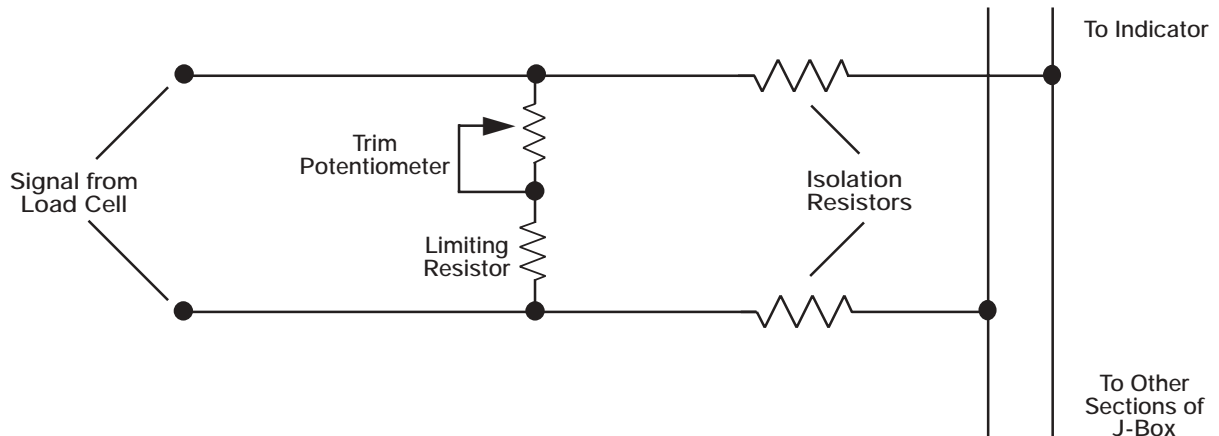 To Indicator
Trim
Potentiometer
Signal from
Load Cell
Isolation
Resistors
Limiting
Resistor
To Other
Sections of
J-Box